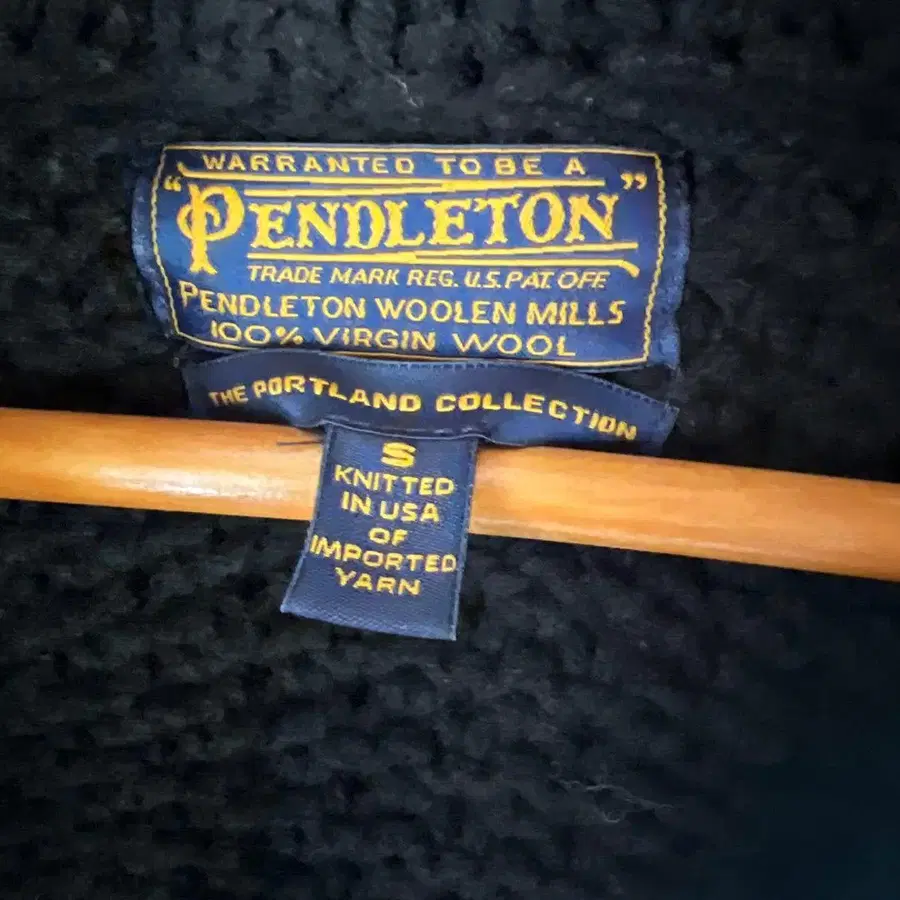 WARRANTED TO BE A
"PENDLETON"
TRADE MARK REG. U.S. PAT. OFF.
PENDLETON WOOLEN MILLS
100% VIRGIN WOOL
THE PORTLAND COLLECTION
S
KNITTED
IN USA
OF
IMPORTED
YARN